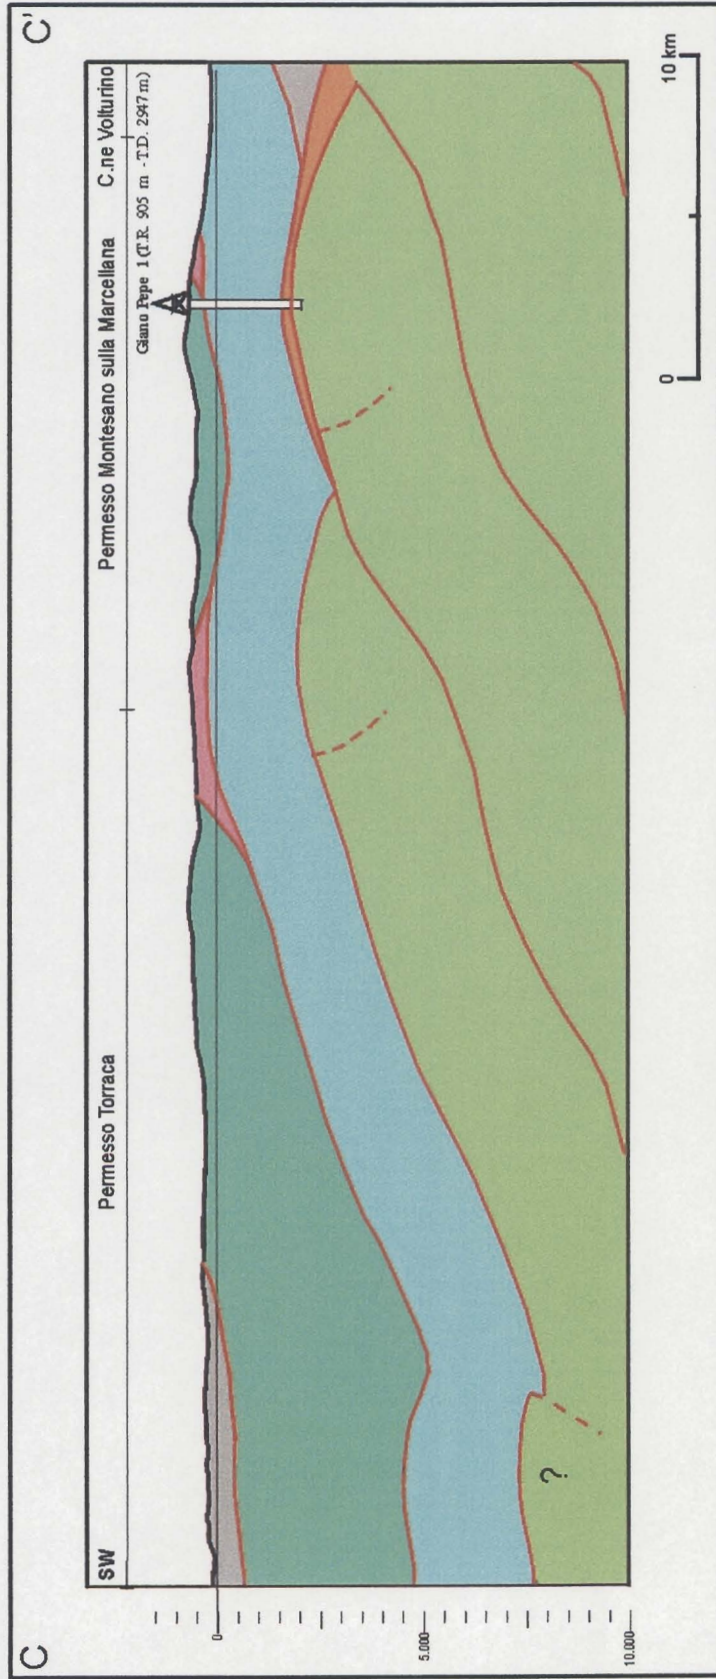 C C'
SW Permesso Torraca Permesso Montesano sulla Marcellana C.ne Volturino
Giano Pepe 1 (T.R. 905 m - T.D. 2947 m)
0
5.000
10.000
?
0 10 km